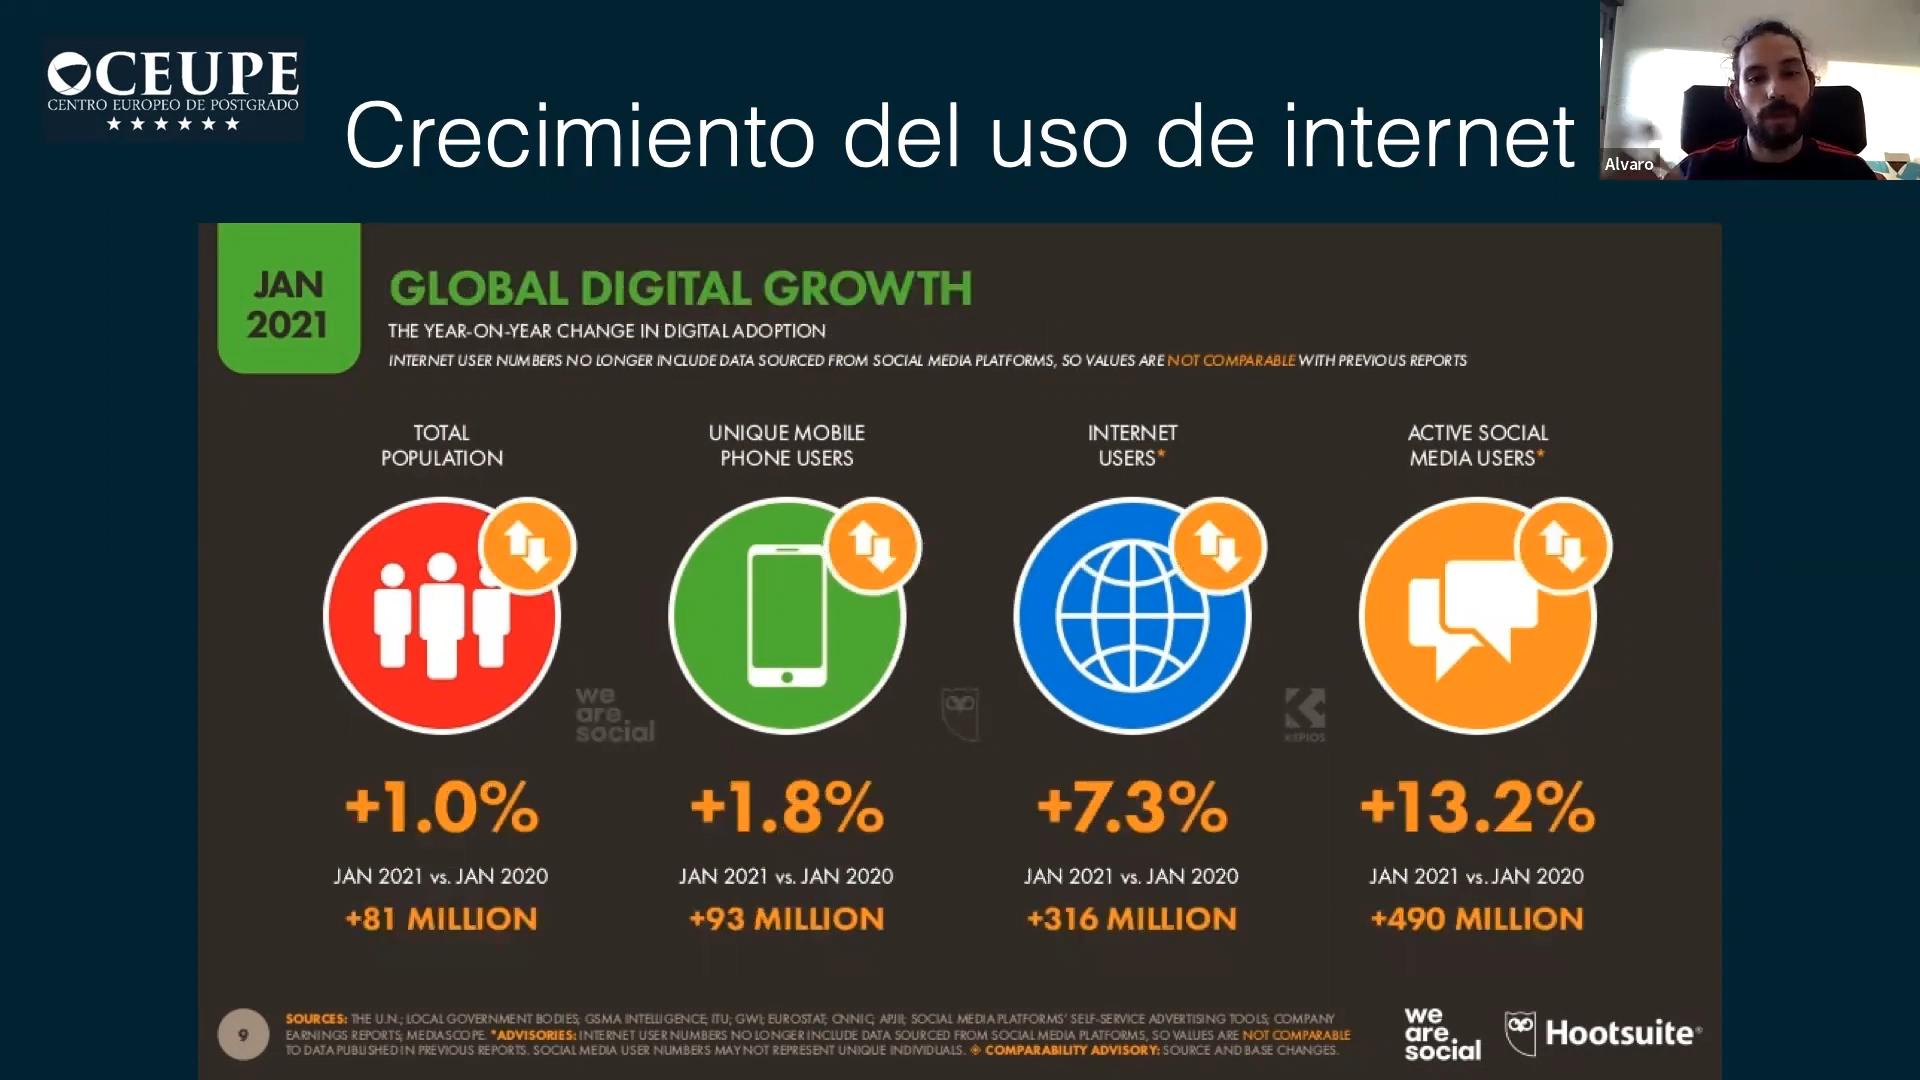 CEUPE
CENTRO EUROPEO DE POSTGRADO
Crecimiento del uso de internet
Alvaro
JAN
2021
GLOBAL DIGITAL GROWTH
THE YEAR-ON-YEAR CHANGE IN DIGITAL ADOPTION
INTERNET USER NUMBERS NO LONGER INCLUDE DATA SOURCED FROM SOCIAL MEDIA PLATFORMS, SO VALUES ARE NOT COMPARABLE WITH PREVIOUS REPORTS
TOTAL
POPULATION
UNIQUE MOBILE
PHONE USERS
INTERNET
USERS*
ACTIVE SOCIAL
MEDIA USERS*
we
are
social
KEPIOS
+1.0%
+1.8%
+7.3%
+13.2%
JAN 2021 vs. JAN 2020
JAN 2021 vs. JAN 2020
JAN 2021 vs. JAN 2020
JAN 2021 vs. JAN 2020
+81 MILLION
+93 MILLION
+316 MILLION
+490 MILLION
9
SOURCES: THE U.N.; LOCAL GOVERNMENT BODIES; GSMA INTELLIGENCE; ITU; GWI; EUROSTAT; CNNIC; APJII; SOCIAL MEDIA PLATFORMS' SELF-SERVICE ADVERTISING TOOLS; COMPANY
EARNINGS REPORTS; MEDIASCOPE. *ADVISORIES: INTERNET USER NUMBERS NO LONGER INCLUDE DATA SOURCED FROM SOCIAL MEDIA PLATFORMS, SO VALUES ARE NOT COMPARABLE
TO DATA PUBLISHED IN PREVIOUS REPORTS. SOCIAL MEDIA USER NUMBERS MAY NOT REPRESENT UNIQUE INDIVIDUALS. ◈ COMPARABILITY ADVISORY: SOURCE AND BASE CHANGES.
we
are
social
Hootsuite®